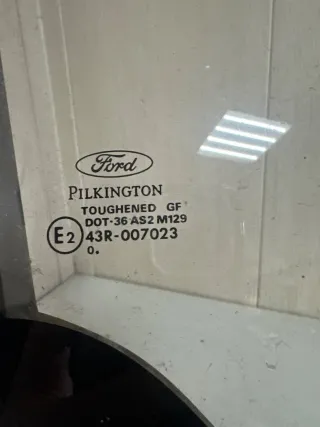 Ford
PILKINGTON
TOUGHENED GF
DOT-36 AS2 M129
E2 43R-007023
0.